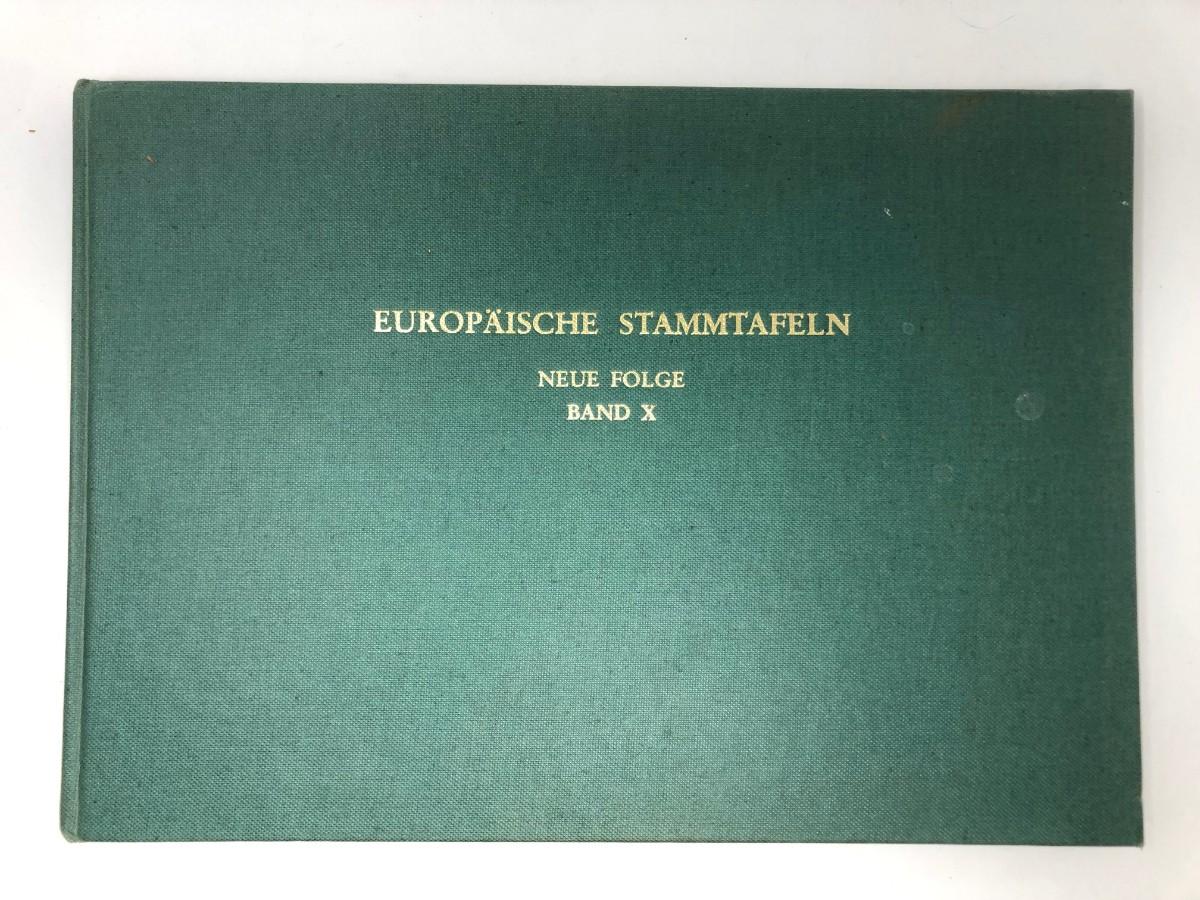 EUROPÄISCHE STAMMTAFELN
NEUE FOLGE
BAND X